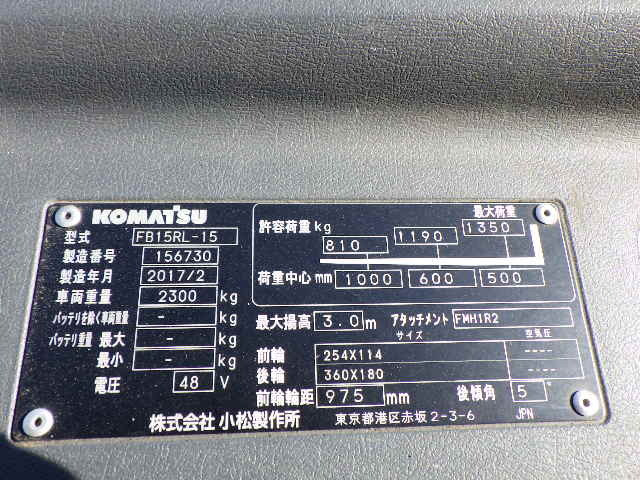 KOMATSU
型式 FB15RL-15
製造番号 156730
製造年月 2017/2
車両重量 2300 kg
バッテリを除く車両重量 - kg
バッテリ重量 最大 - kg
最小 - kg
電圧 48 V
最大荷重
許容荷重 kg 810 1190 1350
荷重中心 mm 1000 600 500
最大揚高 3.0 m アタッチメント FMH1R2
サイズ 空気圧
前輪 254X114 ----
後輪 360X180 ----
前輪輪距 975 mm 後傾角 5°
株式会社 小松製作所 東京都港区赤坂2-3-6 JPN